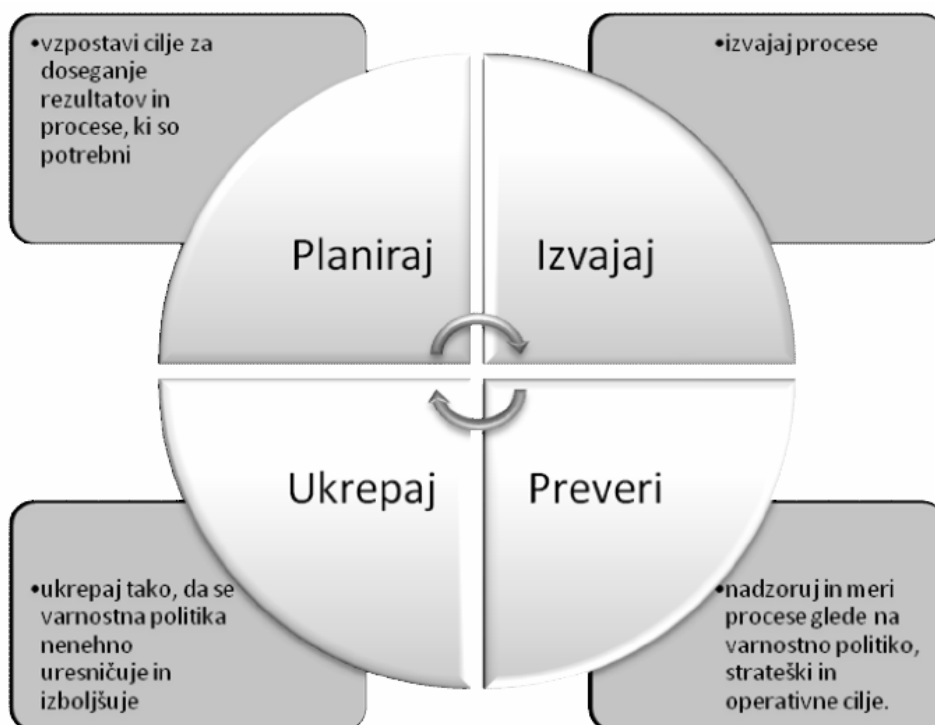 •vzpostavi cilje za
doseganje
rezultatov in
procese, ki so
potrebni
•izvajaj procese
Planiraj
Izvajaj
Ukrepaj
Preveri
•ukrepaj tako, da se
varnostna politika
nenehno
uresničuje in
izboljšuje
•nadzoruj in meri
procese glede na
varnostno politiko,
strateški in
operativne cilje.